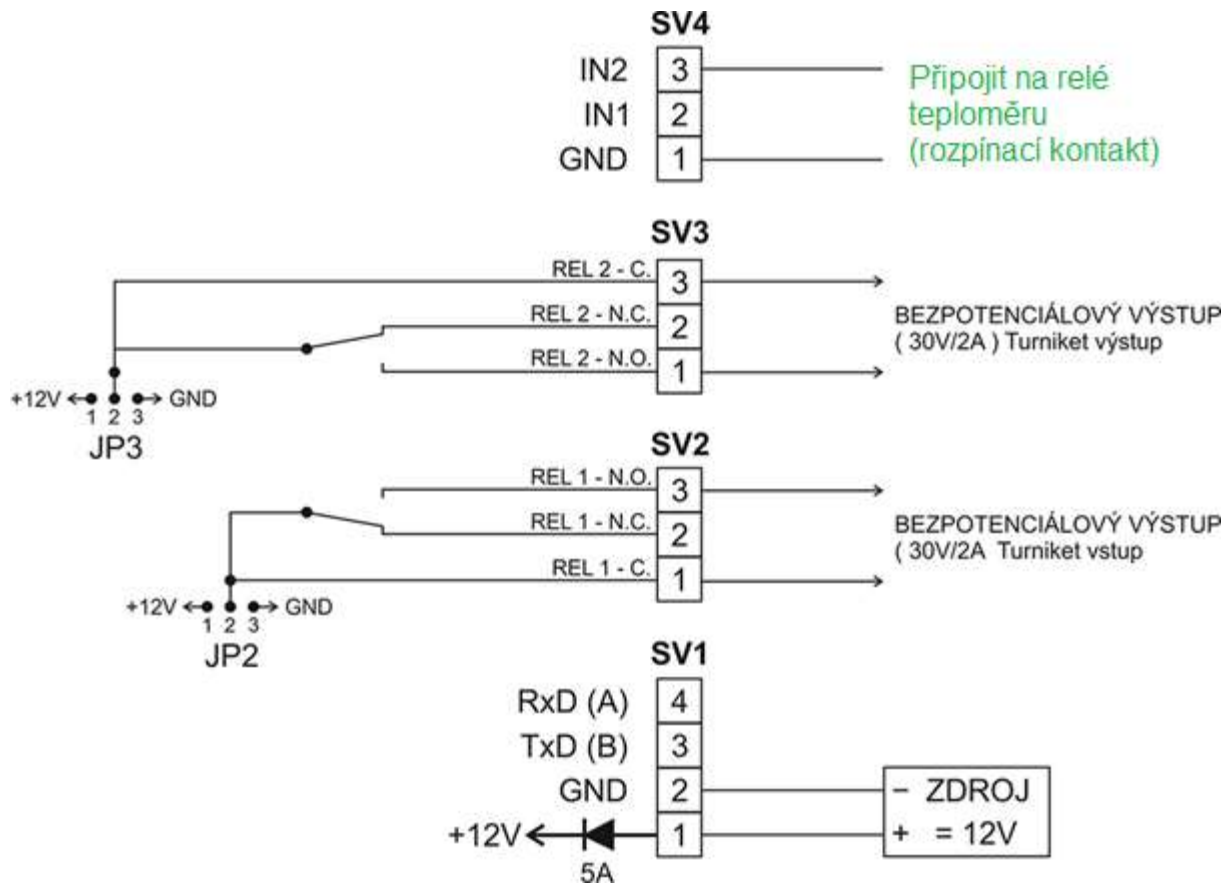 SV4
IN2 3
IN1 2
GND 1
Připojit na relé
teploměru
(rozpínací kontakt)
SV3
REL 2 - C. 3
REL 2 - N.C. 2
REL 2 - N.O. 1
BEZPOTENCIÁLOVÝ VÝSTUP
( 30V/2A ) Turniket výstup
+12V GND
1 2 3
JP3
SV2
REL 1 - N.O. 3
REL 1 - N.C. 2
REL 1 - C. 1
BEZPOTENCIÁLOVÝ VÝSTUP
( 30V/2A Turniket vstup
+12V GND
1 2 3
JP2
SV1
RxD (A) 4
TxD (B) 3
GND 2
+12V 1
5A
− ZDROJ
+ = 12V